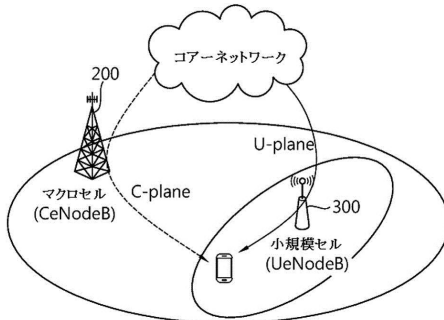 コアーネットワーク
200
U-plane
C-plane
マクロセル
(CeNodeB)
300
小規模セル
(UeNodeB)